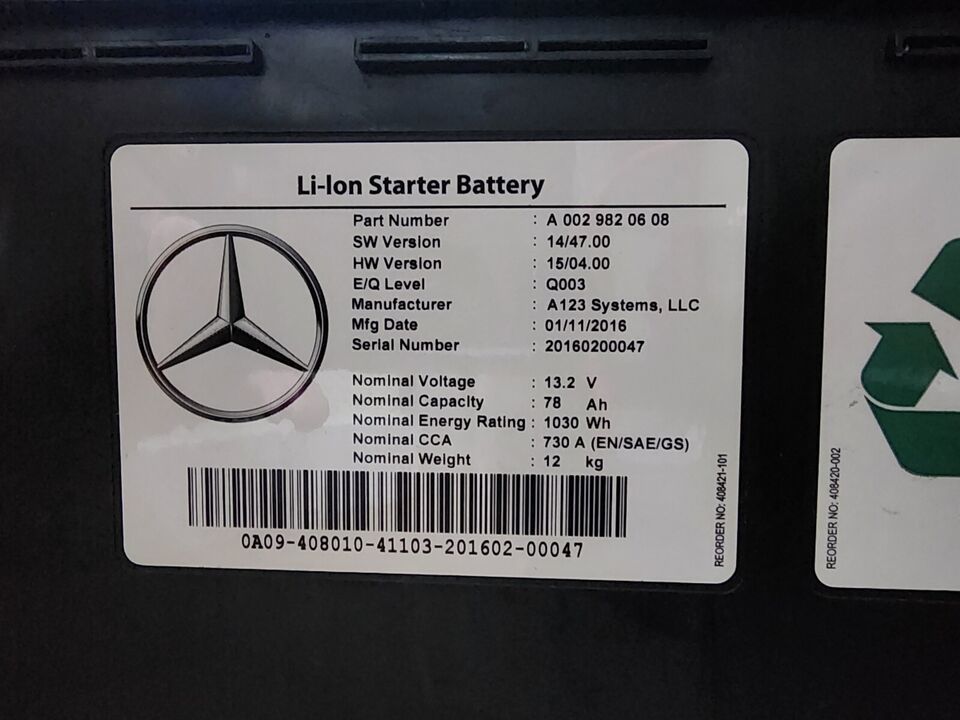 Li-Ion Starter Battery
Part Number : A 002 982 06 08
SW Version : 14/47.00
HW Version : 15/04.00
E/Q Level : Q003
Manufacturer : A123 Systems, LLC
Mfg Date : 01/11/2016
Serial Number : 20160200047
Nominal Voltage : 13.2 V
Nominal Capacity : 78 Ah
Nominal Energy Rating : 1030 Wh
Nominal CCA : 730 A (EN/SAE/GS)
Nominal Weight : 12 kg
0A09-408010-41103-201602-00047
REORDER NO: 408421-101
REORDER NO: 408420-002